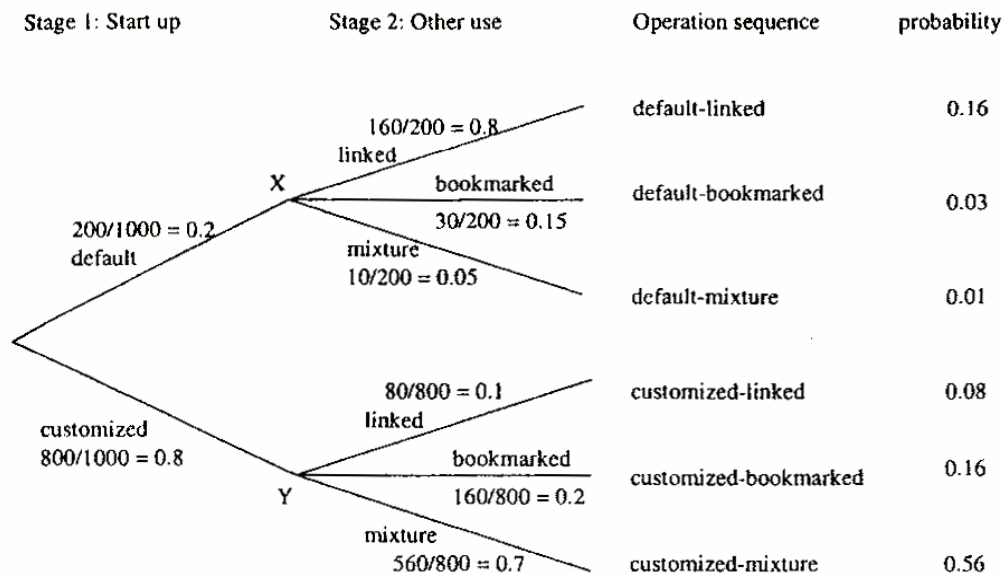 Stage 1: Start up Stage 2: Other use Operation sequence probability
160/200 = 0.8
linked
default-linked 0.16
X
bookmarked
30/200 = 0.15
default-bookmarked 0.03
200/1000 = 0.2
default
mixture
10/200 = 0.05
default-mixture 0.01
80/800 = 0.1
linked
customized-linked 0.08
customized
800/1000 = 0.8
Y
bookmarked
160/800 = 0.2
customized-bookmarked 0.16
mixture
560/800 = 0.7
customized-mixture 0.56